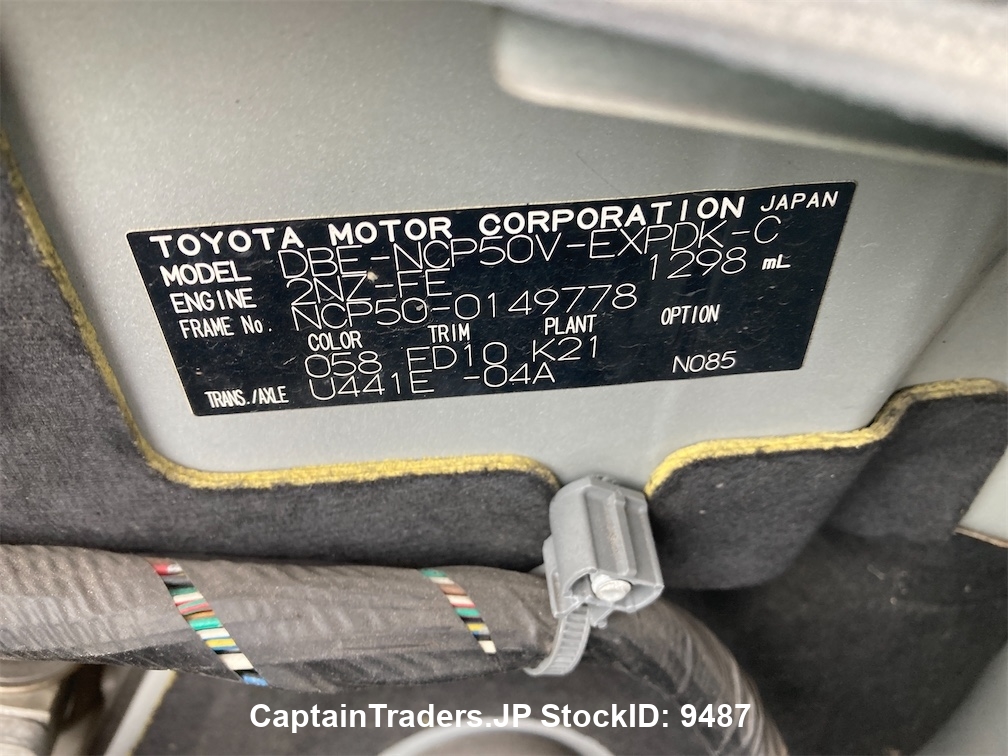 TOYOTA MOTOR CORPORATION JAPAN
MODEL DBE-NCP50V-EXPDK-C
ENGINE 2NZ-FE 1298 mL
FRAME No. NCP50-0149778
COLOR TRIM PLANT OPTION
058 FD10 K21
TRANS./AXLE U441E -04A N085
CaptainTraders.JP StockID: 9487